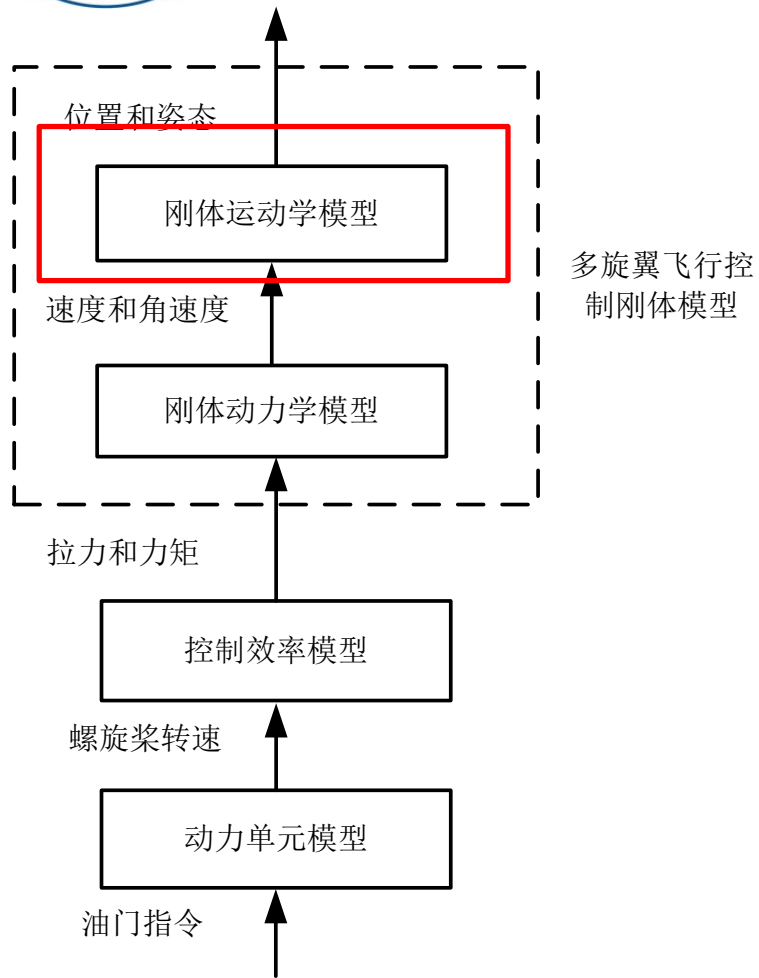 位置和姿态
刚体运动学模型
速度和角速度
多旋翼飞行控
制刚体模型
刚体动力学模型
拉力和力矩
控制效率模型
螺旋桨转速
动力单元模型
油门指令